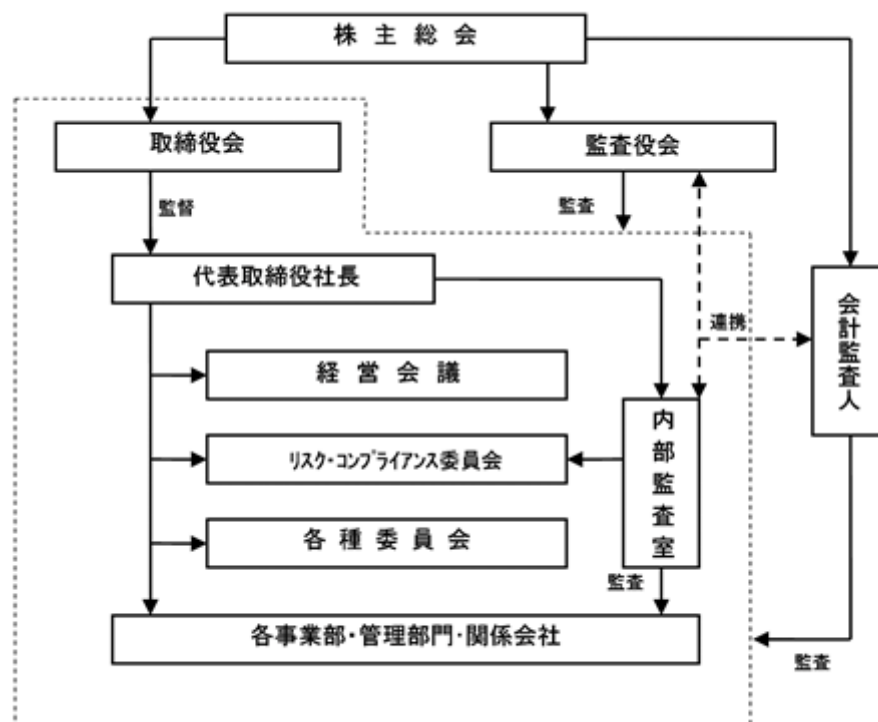 株主総会
取締役会
監査役会
監督
監査
代表取締役社長
連携
会計監査人
経営会議
内部監査室
リスク・コンプライアンス委員会
各種委員会
監査
各事業部・管理部門・関係会社
監査